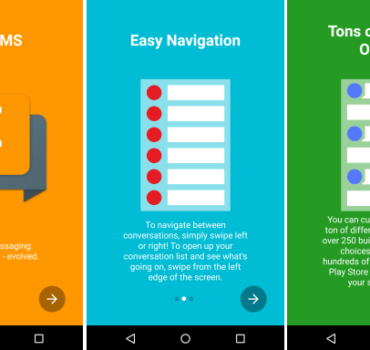 MS
ssaging:
- evolved.
Easy Navigation
To navigate between
conversations, simply swipe left
or right! To open up your
conversation list and see what's
going on, swipe from the left
edge of the screen.
Tons o
O
You can cu
ton of differ
over 250 bui
choices
hundreds of
Play Store
your s